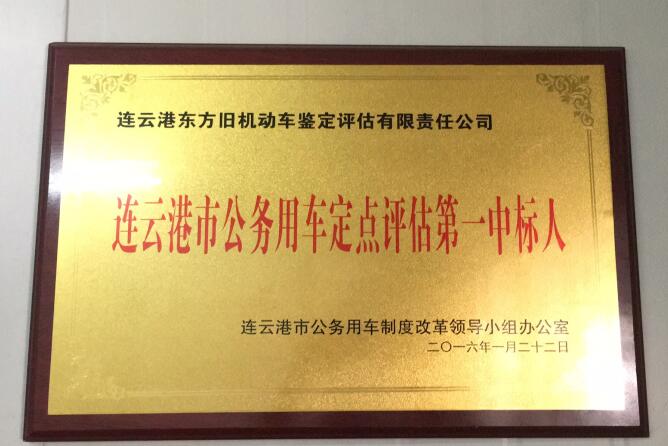 连云港东方旧机动车鉴定评估有限责任公司
连云港市公务用车定点评估第一中标人
连云港市公务用车制度改革领导小组办公室
二〇一六年一月二十二日